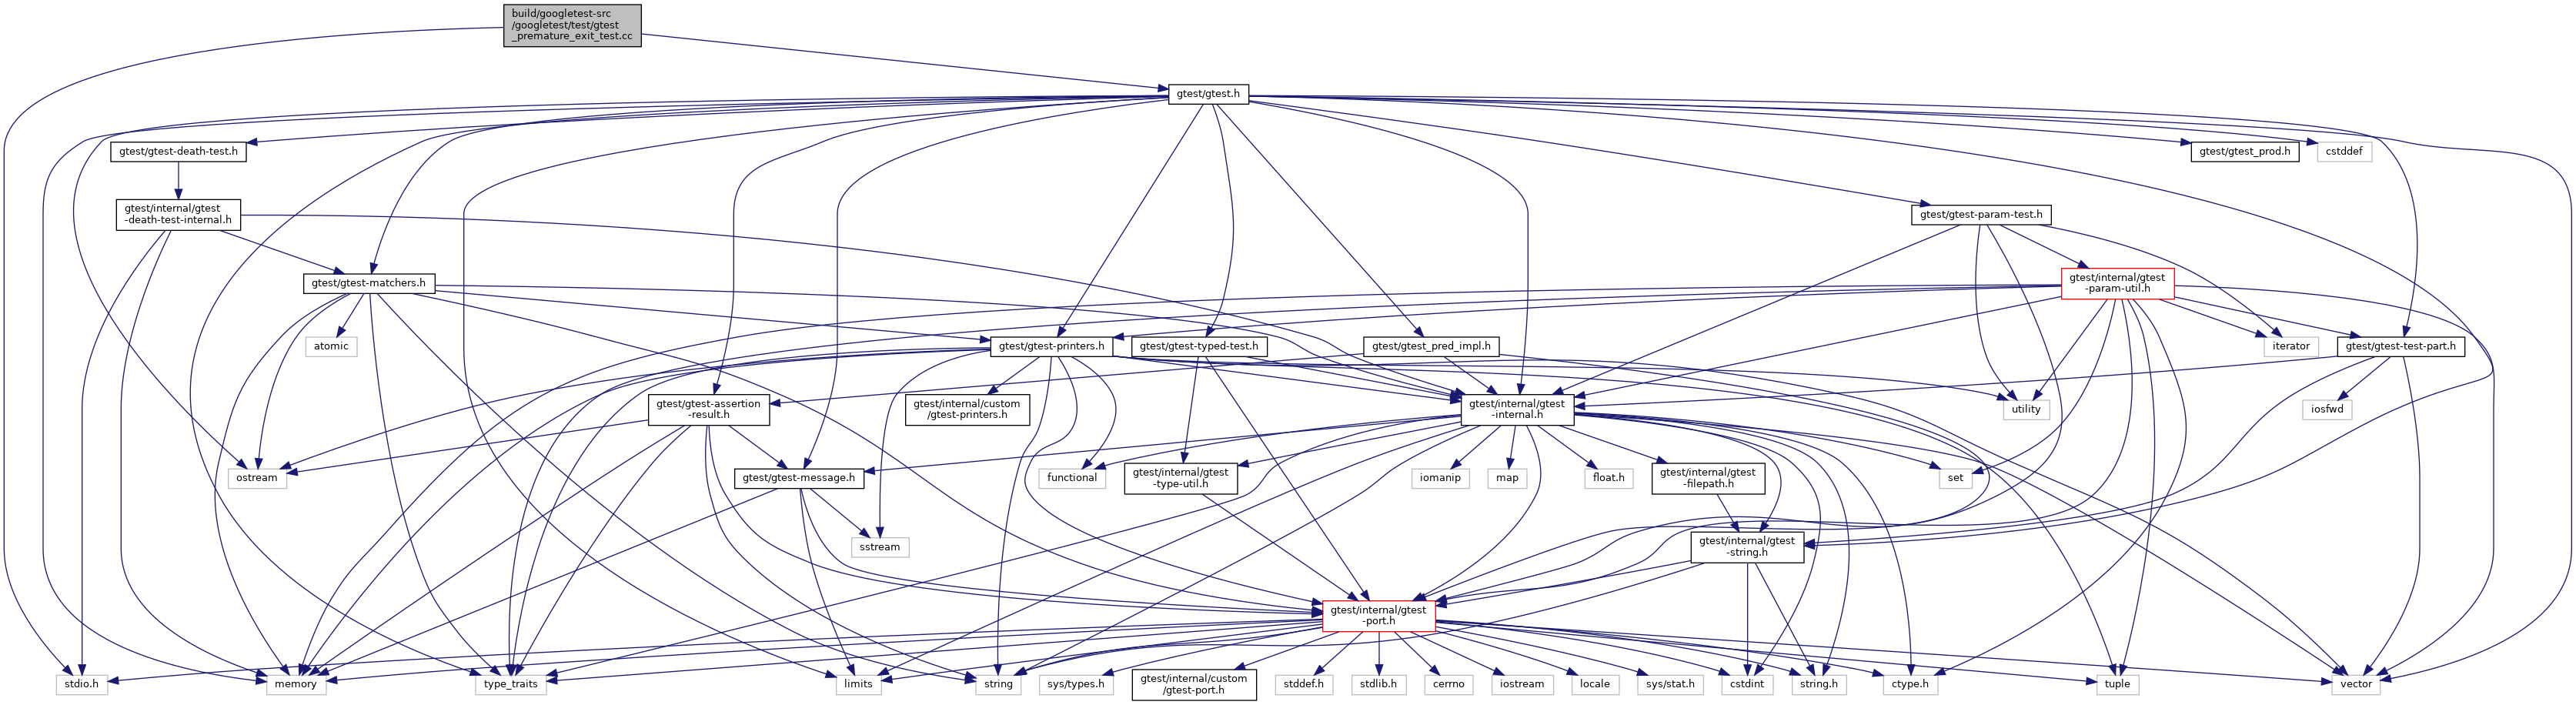 build/googletest-src
/googletest/test/gtest
_premature_exit_test.cc
gtest/gtest.h
gtest/gtest-death-test.h
gtest/gtest_prod.h
cstddef
gtest/internal/gtest
-death-test-internal.h
gtest/gtest-param-test.h
gtest/gtest-matchers.h
gtest/internal/gtest
-param-util.h
atomic
gtest/gtest-printers.h
gtest/gtest-typed-test.h
gtest/gtest_pred_impl.h
iterator
gtest/gtest-test-part.h
gtest/gtest-assertion
-result.h
gtest/internal/custom
/gtest-printers.h
gtest/internal/gtest
-internal.h
utility
iosfwd
ostream
gtest/gtest-message.h
functional
gtest/internal/gtest
-type-util.h
iomanip
map
float.h
gtest/internal/gtest
-filepath.h
set
sstream
gtest/internal/gtest
-string.h
gtest/internal/gtest
-port.h
stdio.h
memory
type_traits
limits
string
sys/types.h
gtest/internal/custom
/gtest-port.h
stddef.h
stdlib.h
cerrno
iostream
locale
sys/stat.h
cstdint
string.h
ctype.h
tuple
vector